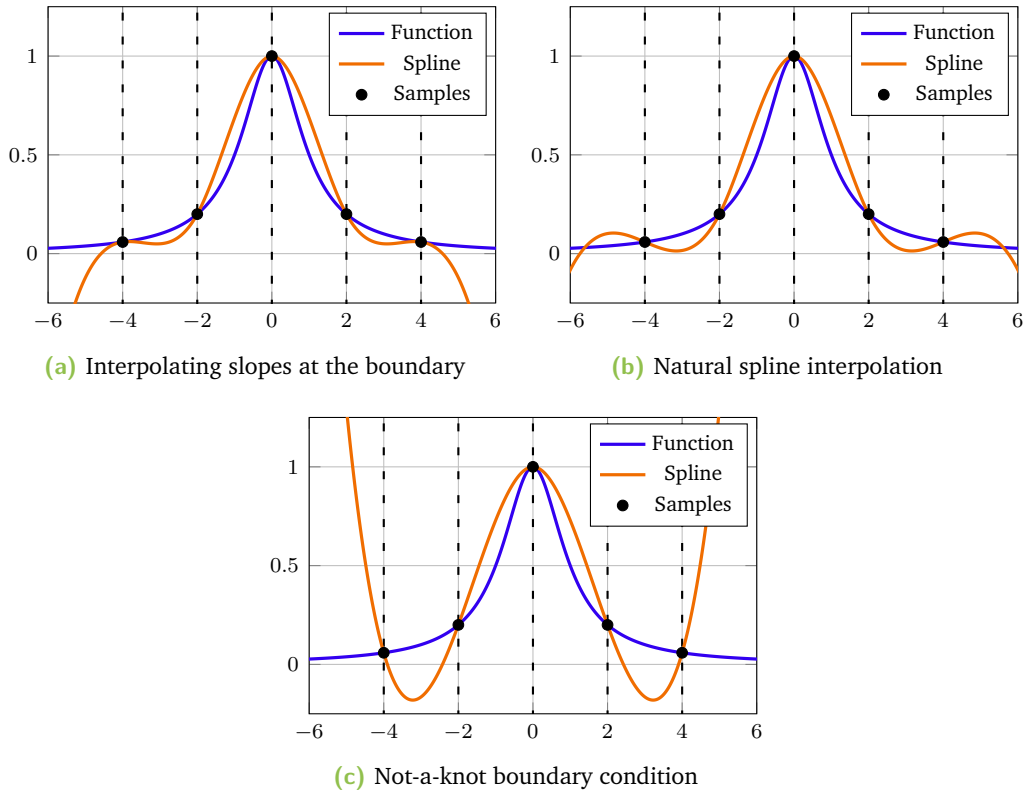 Function
Spline
Samples
1
0.5
0
−6 −4 −2 0 2 4 6
(a) Interpolating slopes at the boundary
Function
Spline
Samples
1
0.5
0
−6 −4 −2 0 2 4 6
(b) Natural spline interpolation
Function
Spline
Samples
1
0.5
0
−6 −4 −2 0 2 4 6
(c) Not-a-knot boundary condition